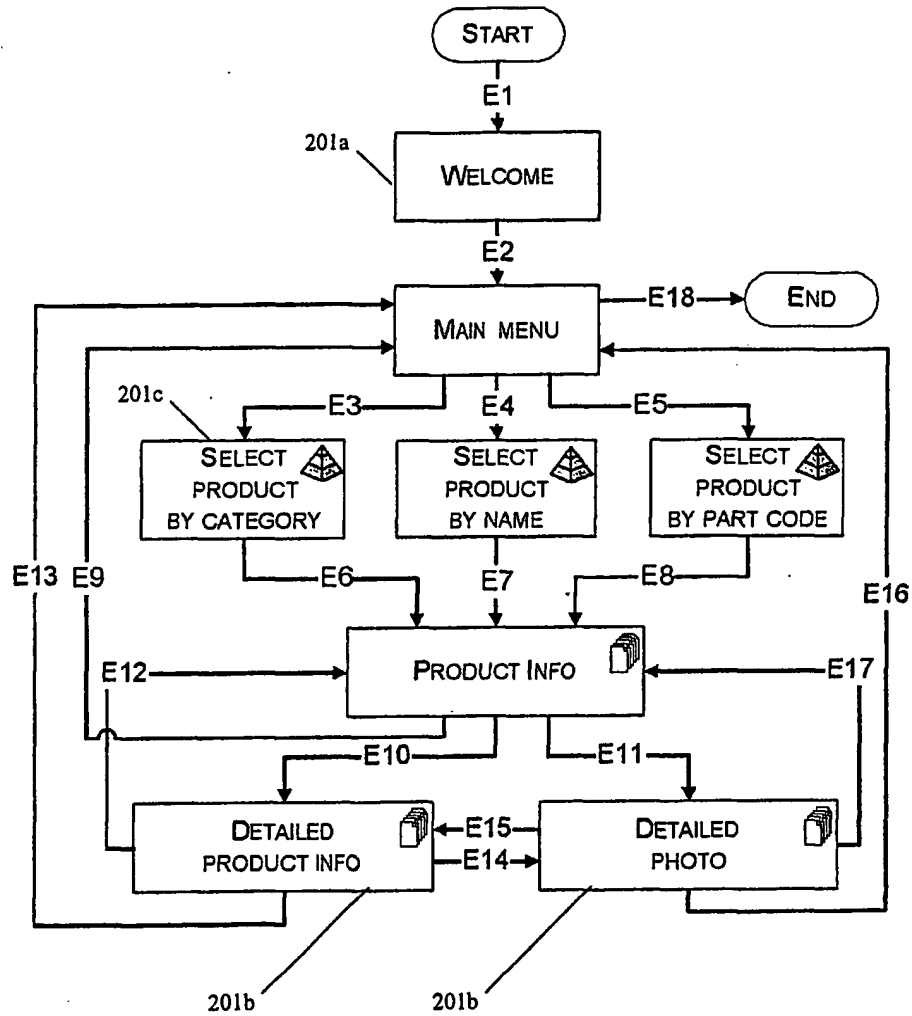 START
E1
201a
WELCOME
E2
MAIN MENU
E18
END
201c
E3
E4
E5
SELECT
PRODUCT
BY CATEGORY
SELECT
PRODUCT
BY NAME
SELECT
PRODUCT
BY PART CODE
E13
E9
E6
E7
E8
E16
E12
PRODUCT INFO
E17
E10
E11
DETAILED
PRODUCT INFO
E15
E14
DETAILED
PHOTO
201b
201b